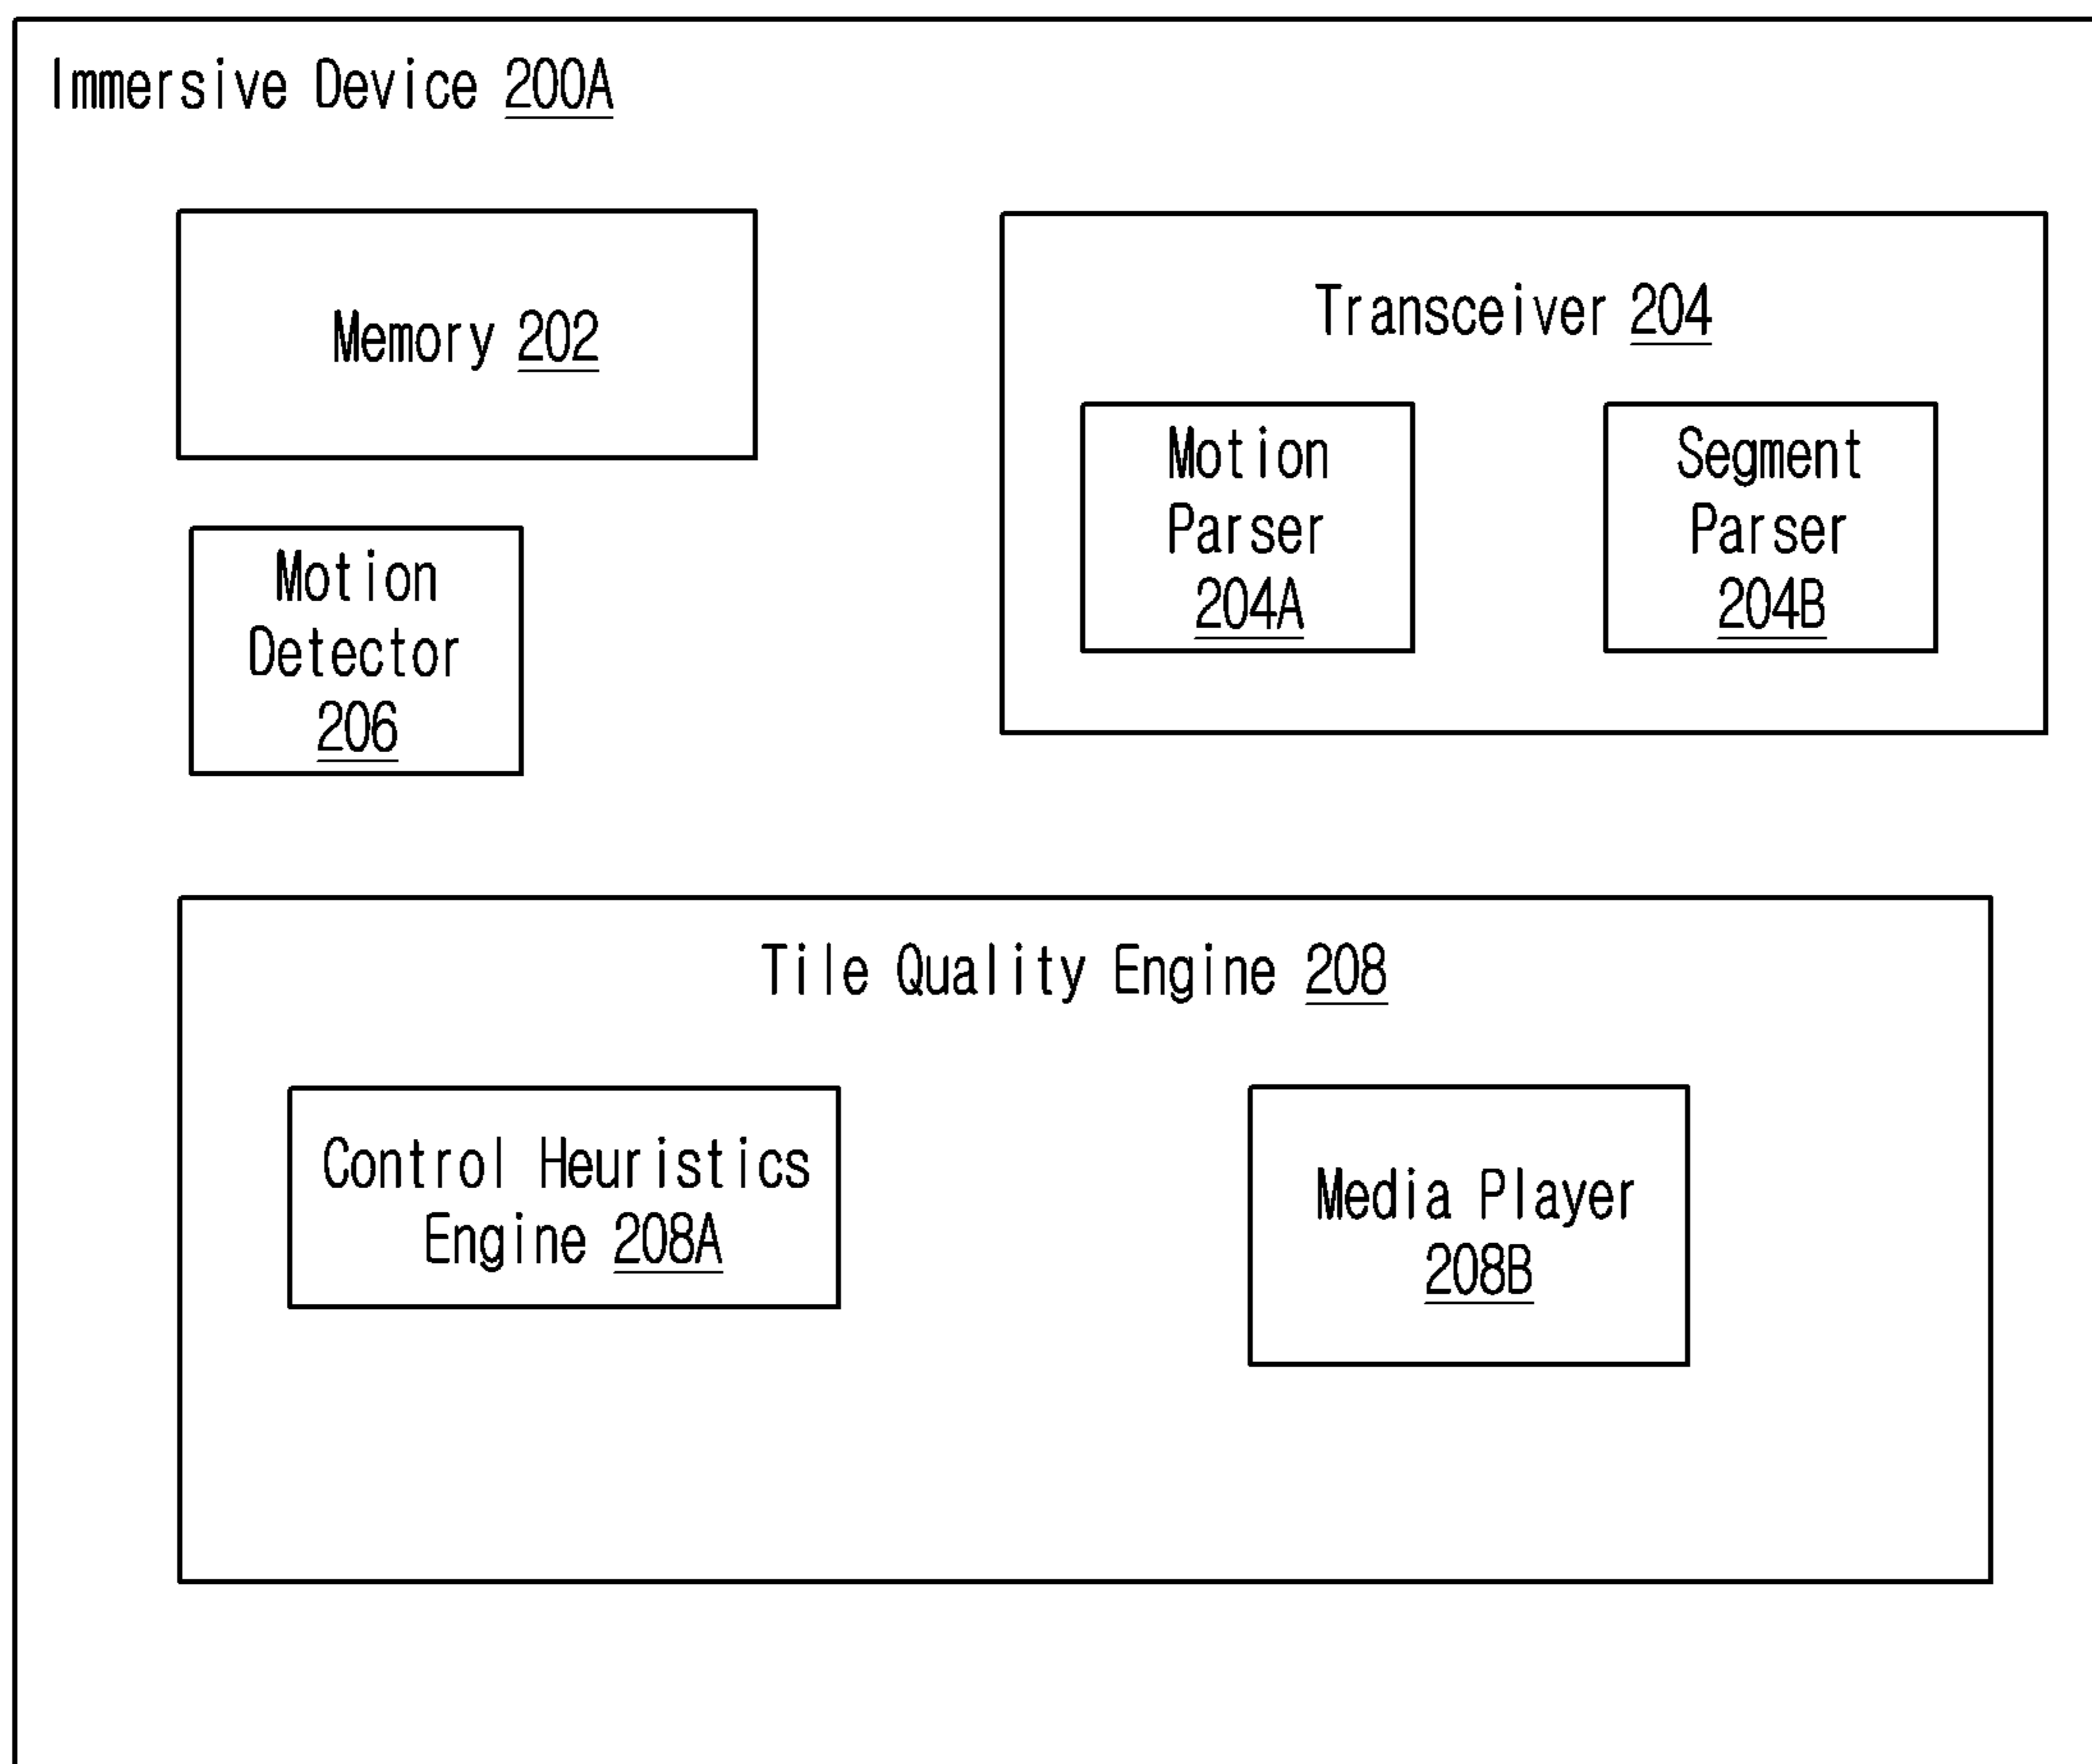 Immersive Device 200A
Memory 202
Transceiver 204
Motion
Parser
204A
Segment
Parser
204B
Motion
Detector
206
Tile Quality Engine 208
Control Heuristics
Engine 208A
Media Player
208B